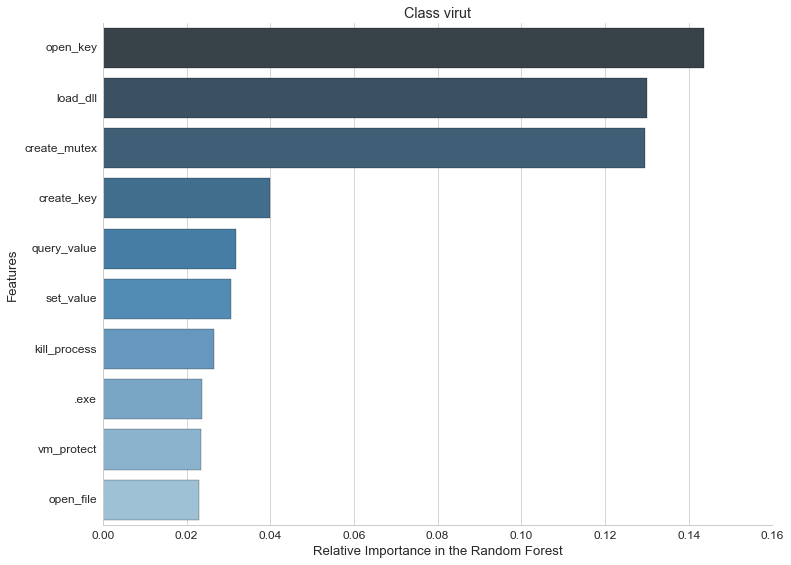 Class virut
Features
open_key
load_dll
create_mutex
create_key
query_value
set_value
kill_process
.exe
vm_protect
open_file
0.00 0.02 0.04 0.06 0.08 0.10 0.12 0.14 0.16
Relative Importance in the Random Forest